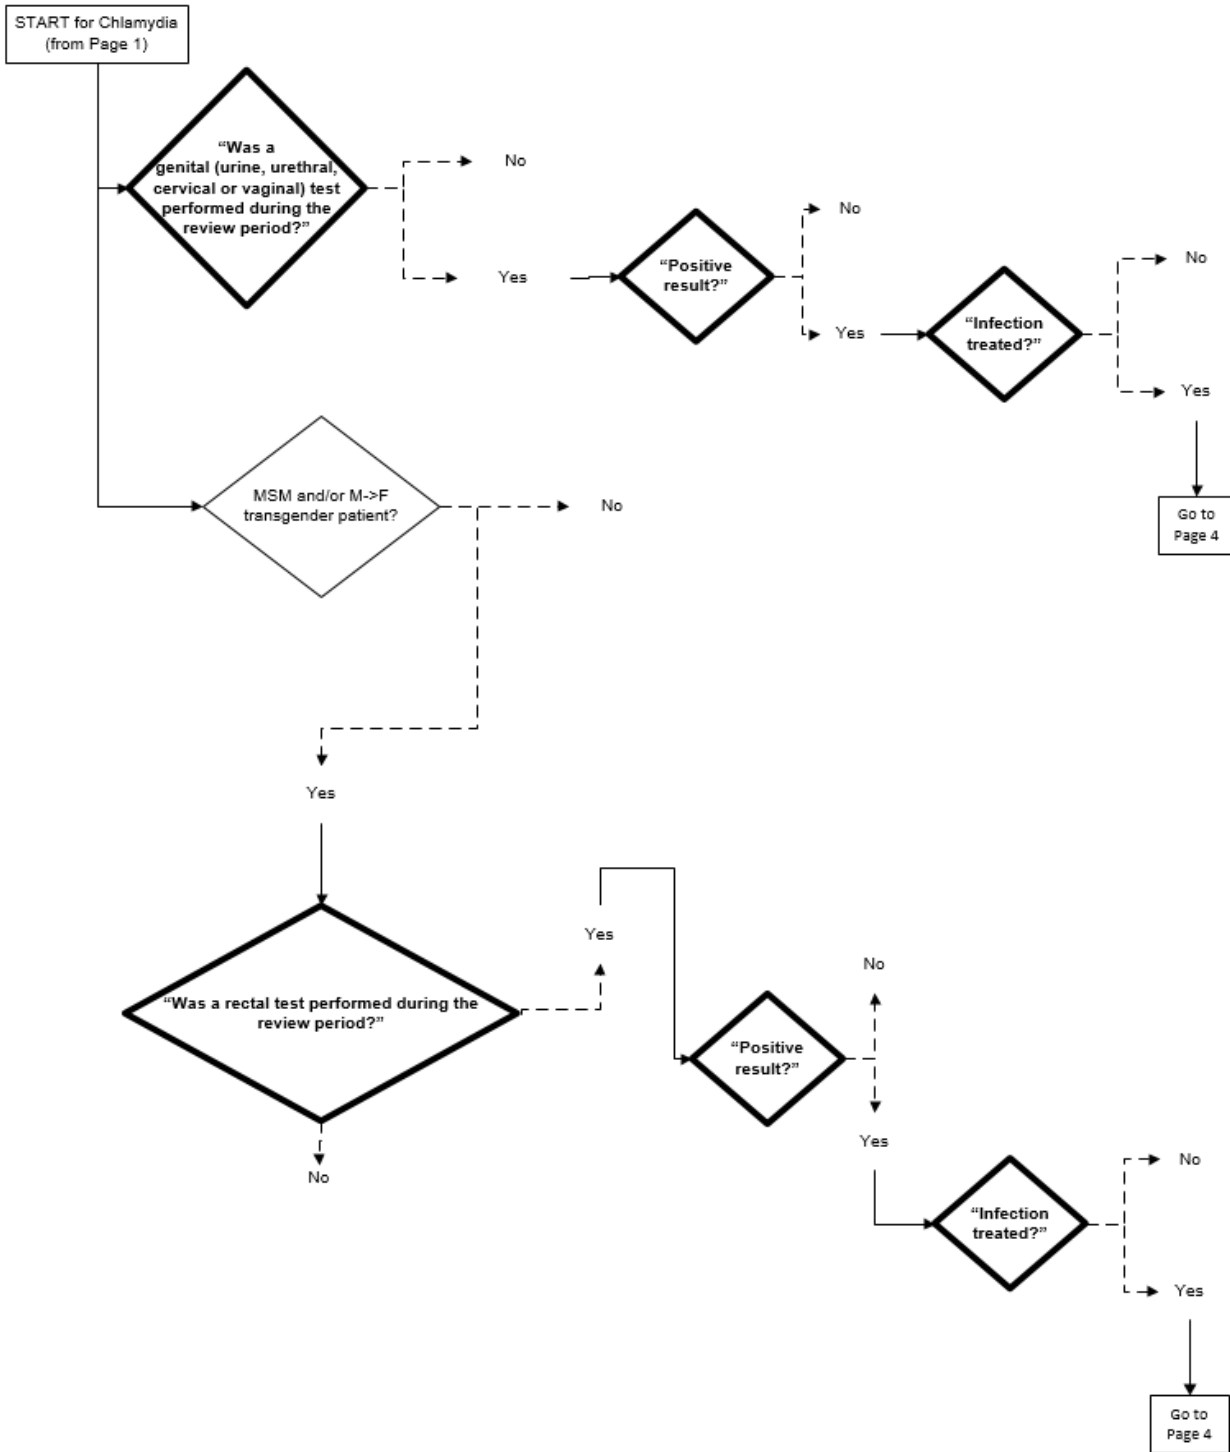 START for Chlamydia
(from Page 1)
“Was a
genital (urine, urethral,
cervical or vaginal) test
performed during the
review period?”
No
Yes
“Positive
result?”
No
Yes
“Infection
treated?”
No
Yes
Go to
Page 4
MSM and/or M->F
transgender patient?
No
Yes
“Was a rectal test performed during the
review period?”
Yes
No
“Positive
result?”
No
Yes
“Infection
treated?”
No
Yes
Go to
Page 4